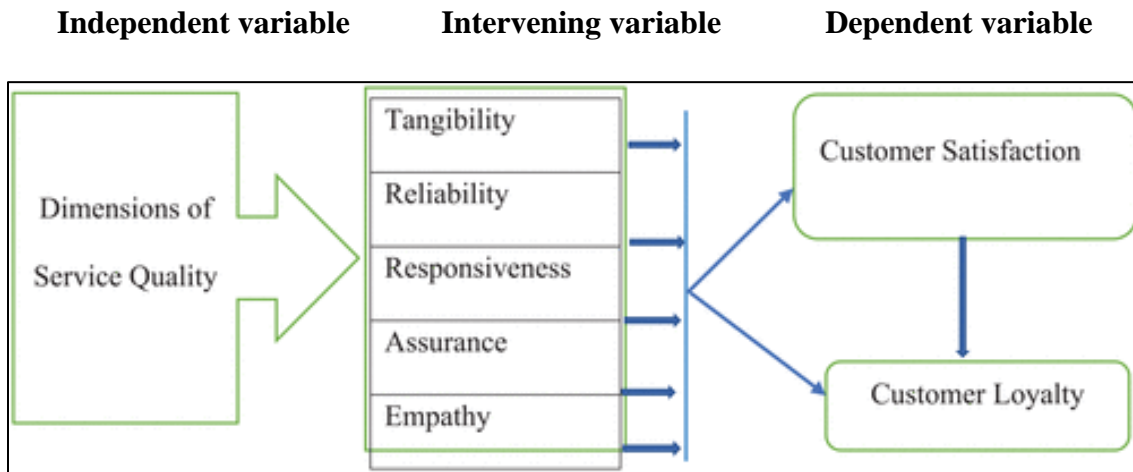 Independent variable
Intervening variable
Dependent variable
Dimensions of
Service Quality
Tangibility
Reliability
Responsiveness
Assurance
Empathy
Customer Satisfaction
Customer Loyalty